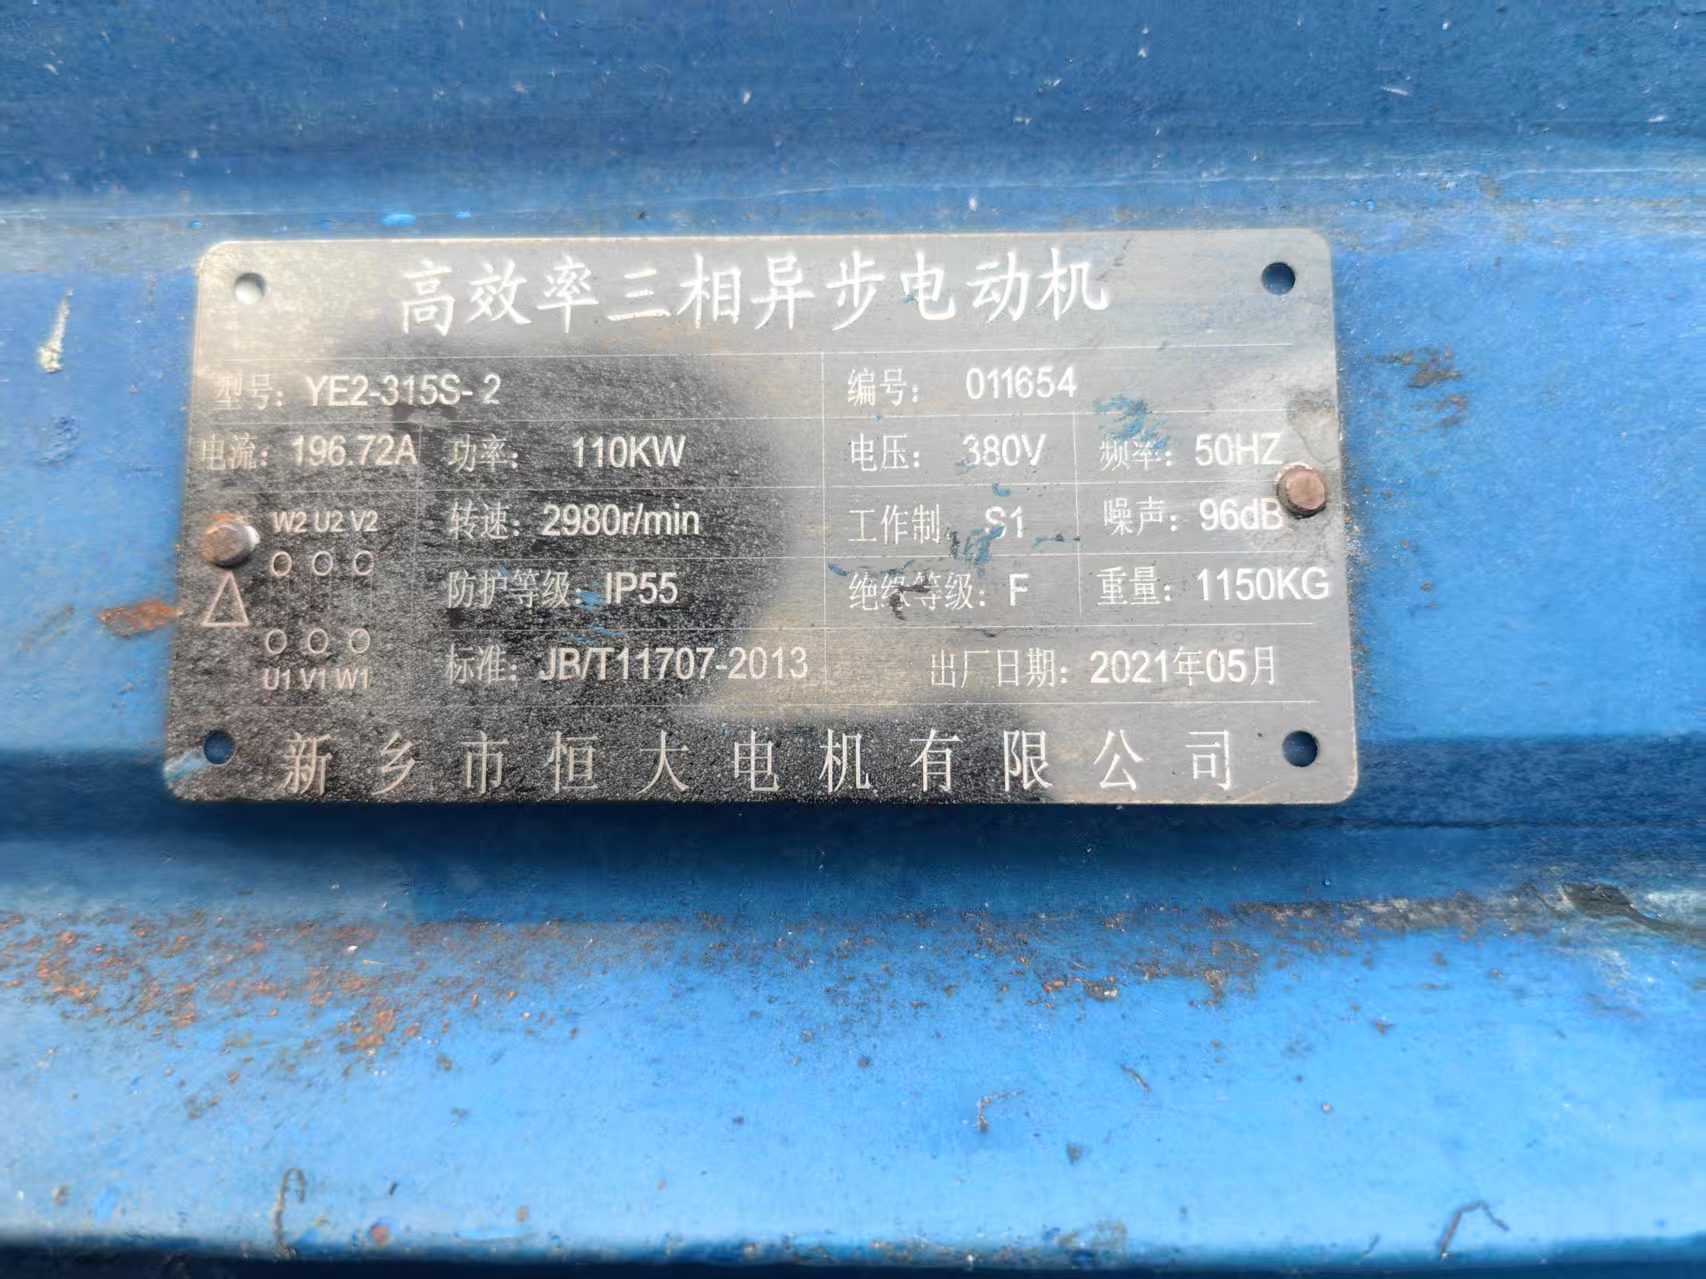 高效率三相异步电动机
型号：YE2-315S-2 编号：011654
电流：196.72A 功率：110KW 电压：380V 频率：50HZ
W2 U2 V2 转速：2980r/min 工作制：S1 噪声：96dB
△ 防护等级：IP55 绝缘等级：F 重量：1150KG
U1 V1 W1 标准：JB/T11707-2013 出厂日期：2021年05月
新乡市恒大电机有限公司